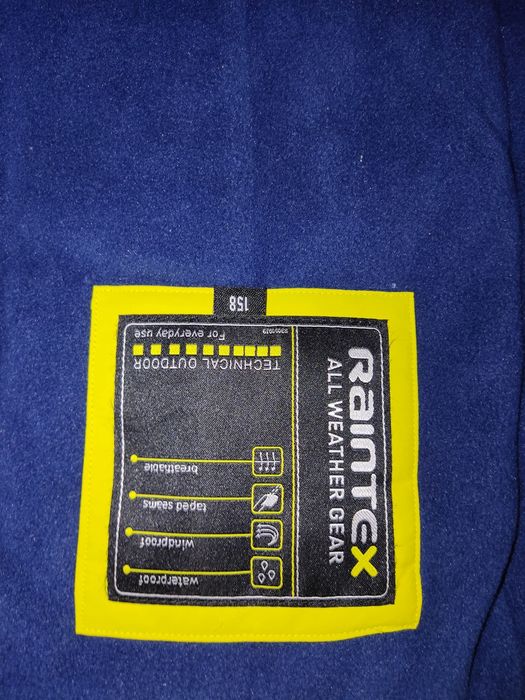 RAINTEX
ALL WEATHER GEAR
waterproof
windproof
taped seams
breathable
TECHNICAL OUTDOOR
For everyday use
158